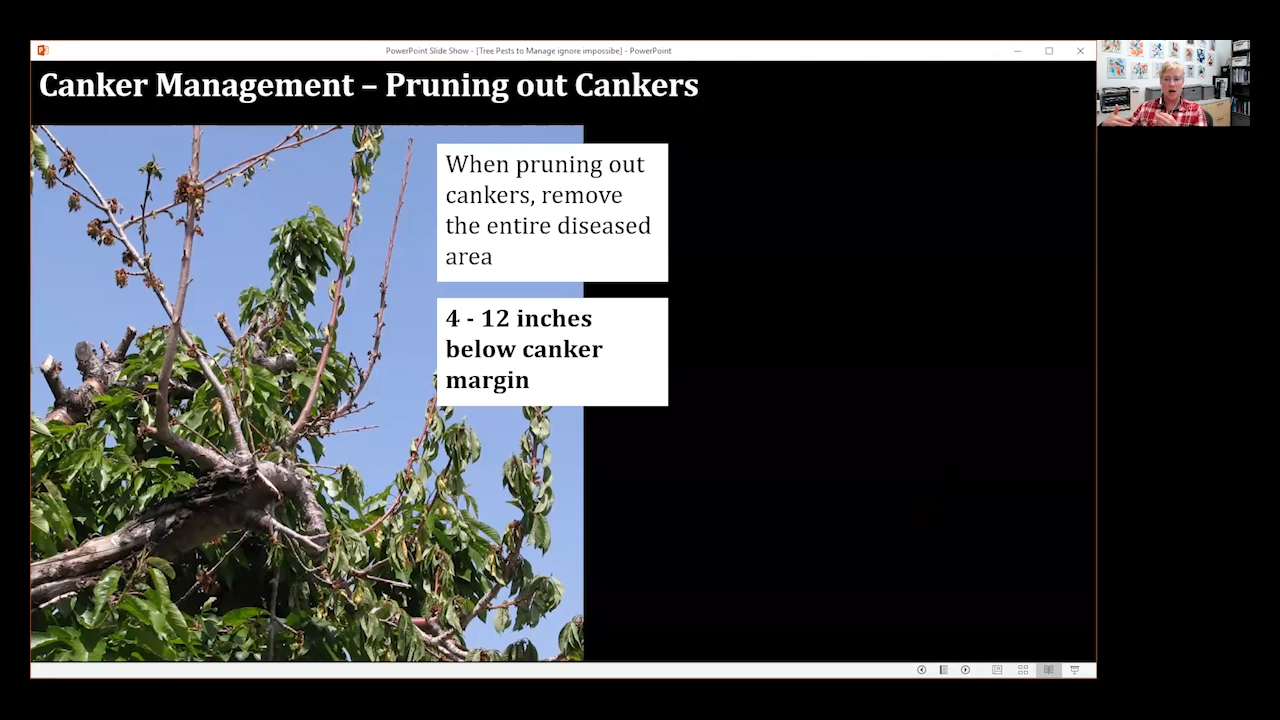 PowerPoint Slide Show - [Tree Pests to Manage ignore impossibe] - PowerPoint
Canker Management – Pruning out Cankers
When pruning out
cankers, remove
the entire diseased
area
4 - 12 inches
below canker
margin